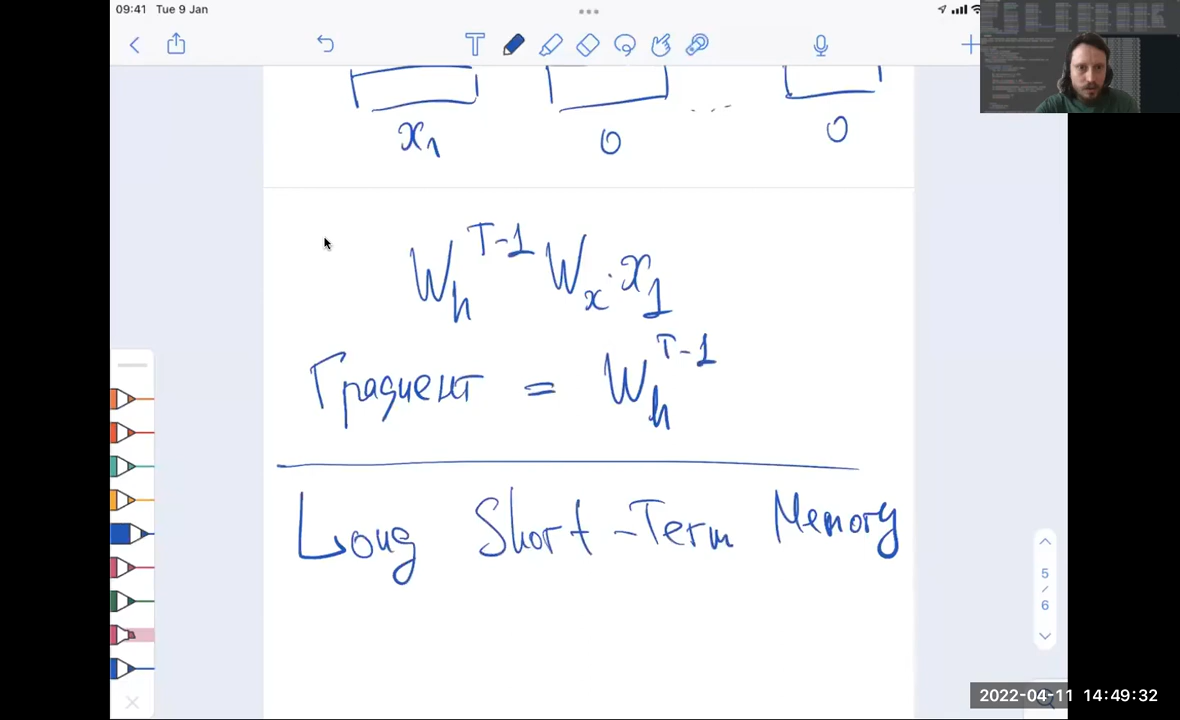 09:41 Tue 9 Jan
x₁ 0 ... 0
W_h^{T-1} W_x · x₁
Градиент = W_h^{T-1}
Long Short-Term Memory
5
/
6
2022-04-11 14:49:32